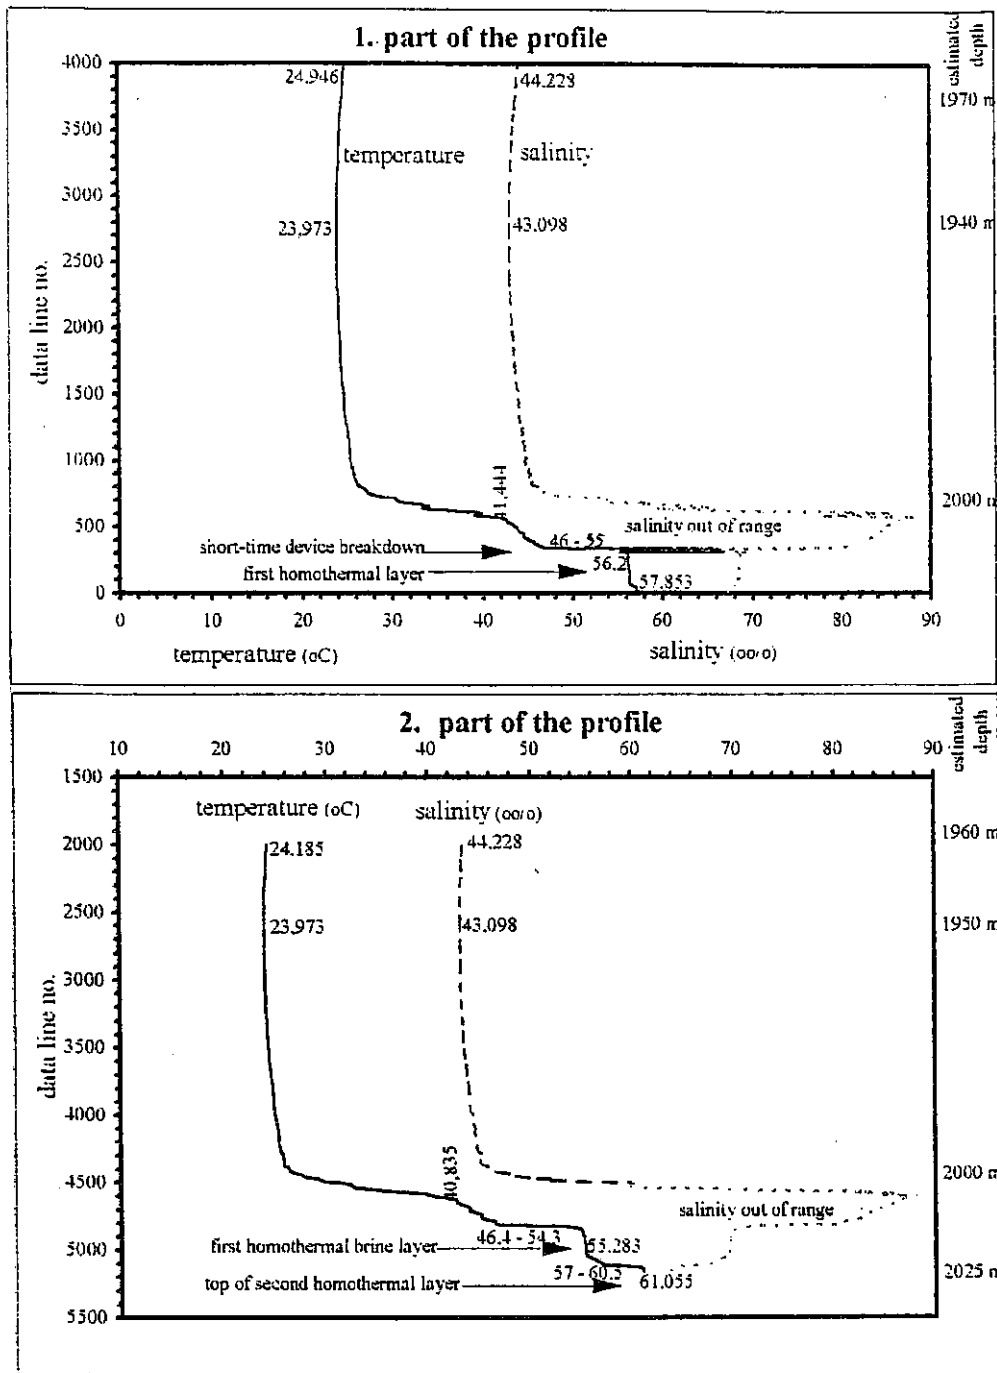 1. part of the profile
estimated depth
4000
24.946
44.228
1970 m
3500
temperature
salinity
3000
23,973
43.098
1940 m
2500
data line no.
2000
1500
1000
41.444
2000 m
500
salinity out of range
short-time device breakdown
46 - 55
first homothermal layer
56.2
57.853
0
0 10 20 30 40 50 60 70 80 90
temperature (oC)
salinity (oo/o)
2. part of the profile
estimated depth
10 20 30 40 50 60 70 80 90
1500
temperature (oC)
salinity (oo/o)
1960 m
2000
24.185
44.228
2500
23,973
43,098
1950 m
3000
data line no.
3500
4000
40,835
4500
2000 m
salinity out of range
46.4 - 54.3
first homothermal brine layer
55.283
5000
57 - 60.5
top of second homothermal layer
61.055
2025 m
5500